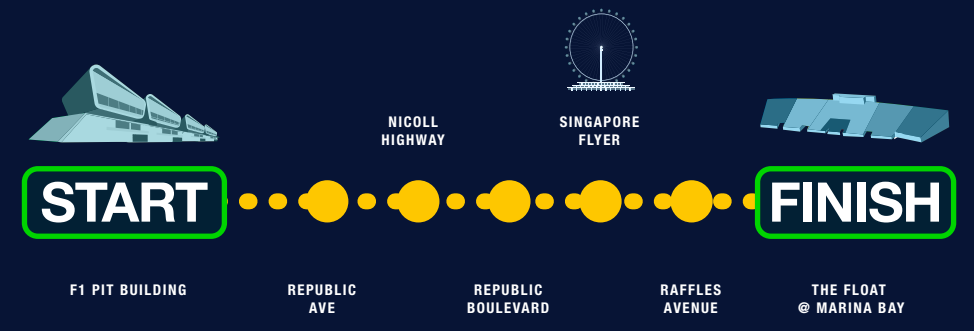 NICOLL
HIGHWAY
SINGAPORE
FLYER
START
FINISH
F1 PIT BUILDING
REPUBLIC
AVE
REPUBLIC
BOULEVARD
RAFFLES
AVENUE
THE FLOAT
@ MARINA BAY